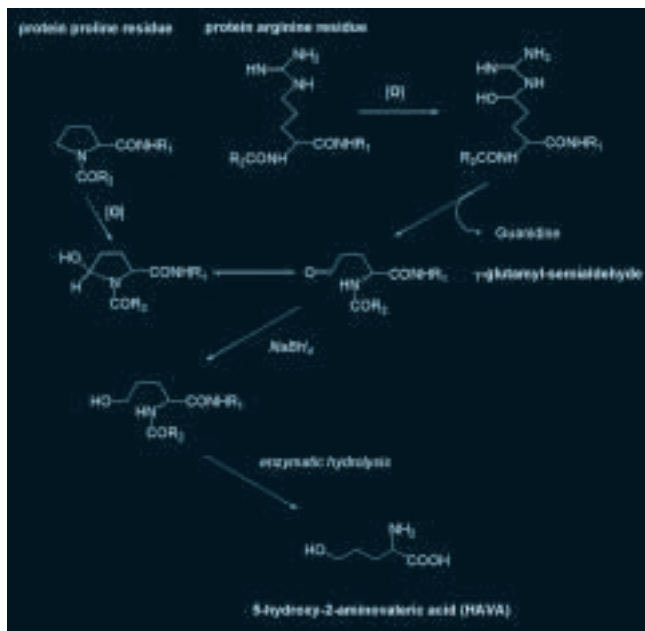 protein proline residue
protein arginine residue
NH₂
HN
NH
[O]
NH₂
HN
NH
HO
R₂CONH
CONHR₁
R₂CONH
CONHR₁
N
CONHR₁
COR₂
[O]
Guanidine
HO
H
N
CONHR₁
COR₂
O
HN
CONHR₁
COR₂
γ-glutamyl-semialdehyde
NaBH₄
HO
HN
CONHR₁
COR₂
enzymatic hydrolysis
NH₂
HO
COOH
5-hydroxy-2-aminovaleric acid (HAVA)